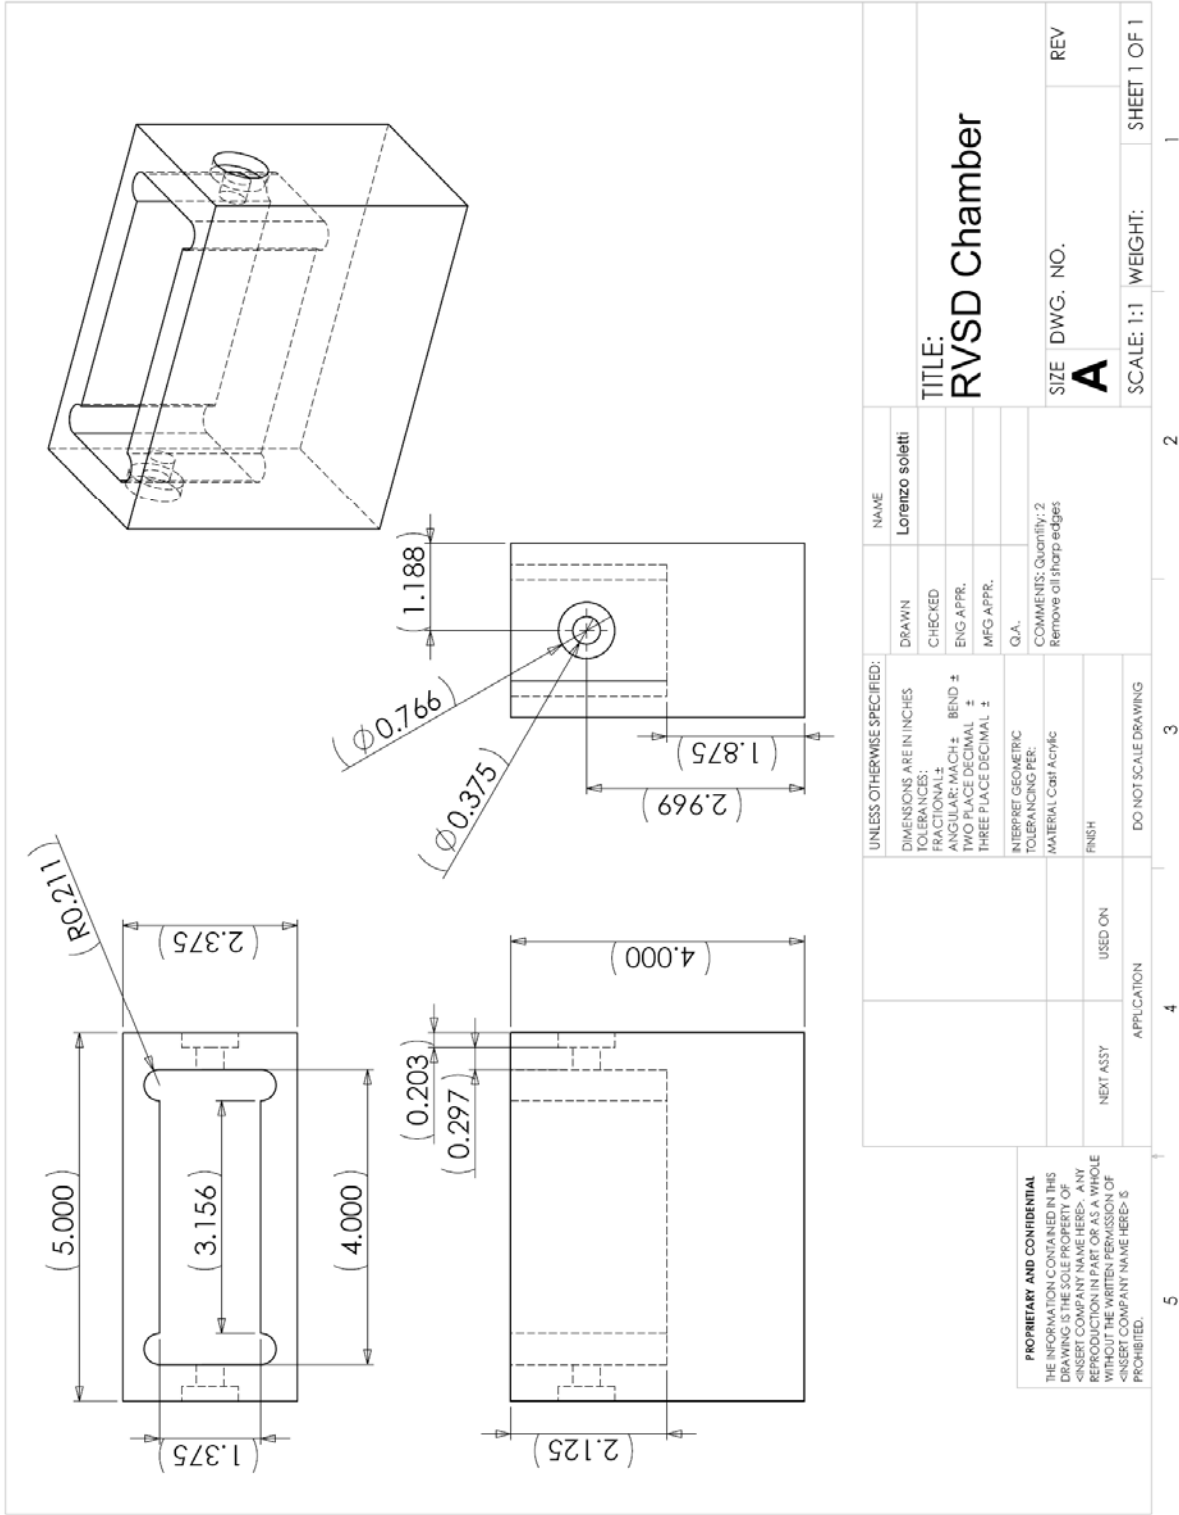 (5.000)
(R0.211)
(2.375)
(3.156)
(4.000)
(1.375)
(0.203)
(0.297)
(4.000)
(2.125)
(1.188)
(Ø0.766)
(Ø0.375)
(1.875)
(2.969)
PROPRIETARY AND CONFIDENTIAL
THE INFORMATION CONTAINED IN THIS
DRAWING IS THE SOLE PROPERTY OF
<INSERT COMPANY NAME HERE>. ANY
REPRODUCTION IN PART OR AS A WHOLE
WITHOUT THE WRITTEN PERMISSION OF
<INSERT COMPANY NAME HERE> IS
PROHIBITED.
NEXT ASSY
USED ON
APPLICATION
UNLESS OTHERWISE SPECIFIED:
DIMENSIONS ARE IN INCHES
TOLERANCES:
FRACTIONAL ±
ANGULAR: MACH ± BEND ±
TWO PLACE DECIMAL ±
THREE PLACE DECIMAL ±
INTERPRET GEOMETRIC
TOLERANCING PER:
MATERIAL Cast Acrylic
FINISH
DO NOT SCALE DRAWING
NAME
DRAWN
Lorenzo soletti
CHECKED
ENG APPR.
MFG APPR.
Q.A.
COMMENTS: Quantity: 2
Remove all sharp edges
TITLE:
RVSD Chamber
SIZE
A
DWG. NO.
REV
SCALE: 1:1
WEIGHT:
SHEET 1 OF 1
5
4
3
2
1